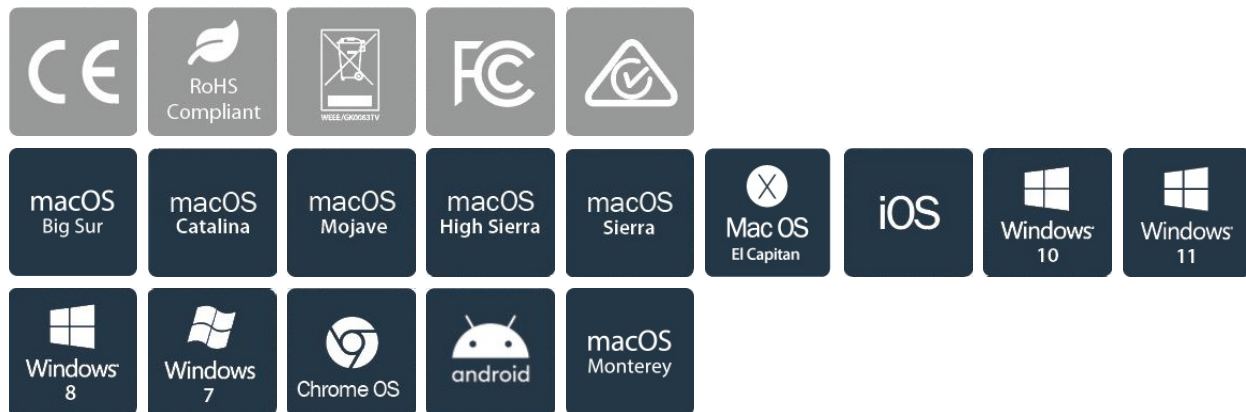 CE
RoHS
Compliant
WEEE/GK0063TV
FC
macOS
Big Sur
macOS
Catalina
macOS
Mojave
macOS
High Sierra
macOS
Sierra
X
Mac OS
El Capitan
iOS
Windows
10
Windows
11
Windows
8
Windows
7
Chrome OS
android
macOS
Monterey